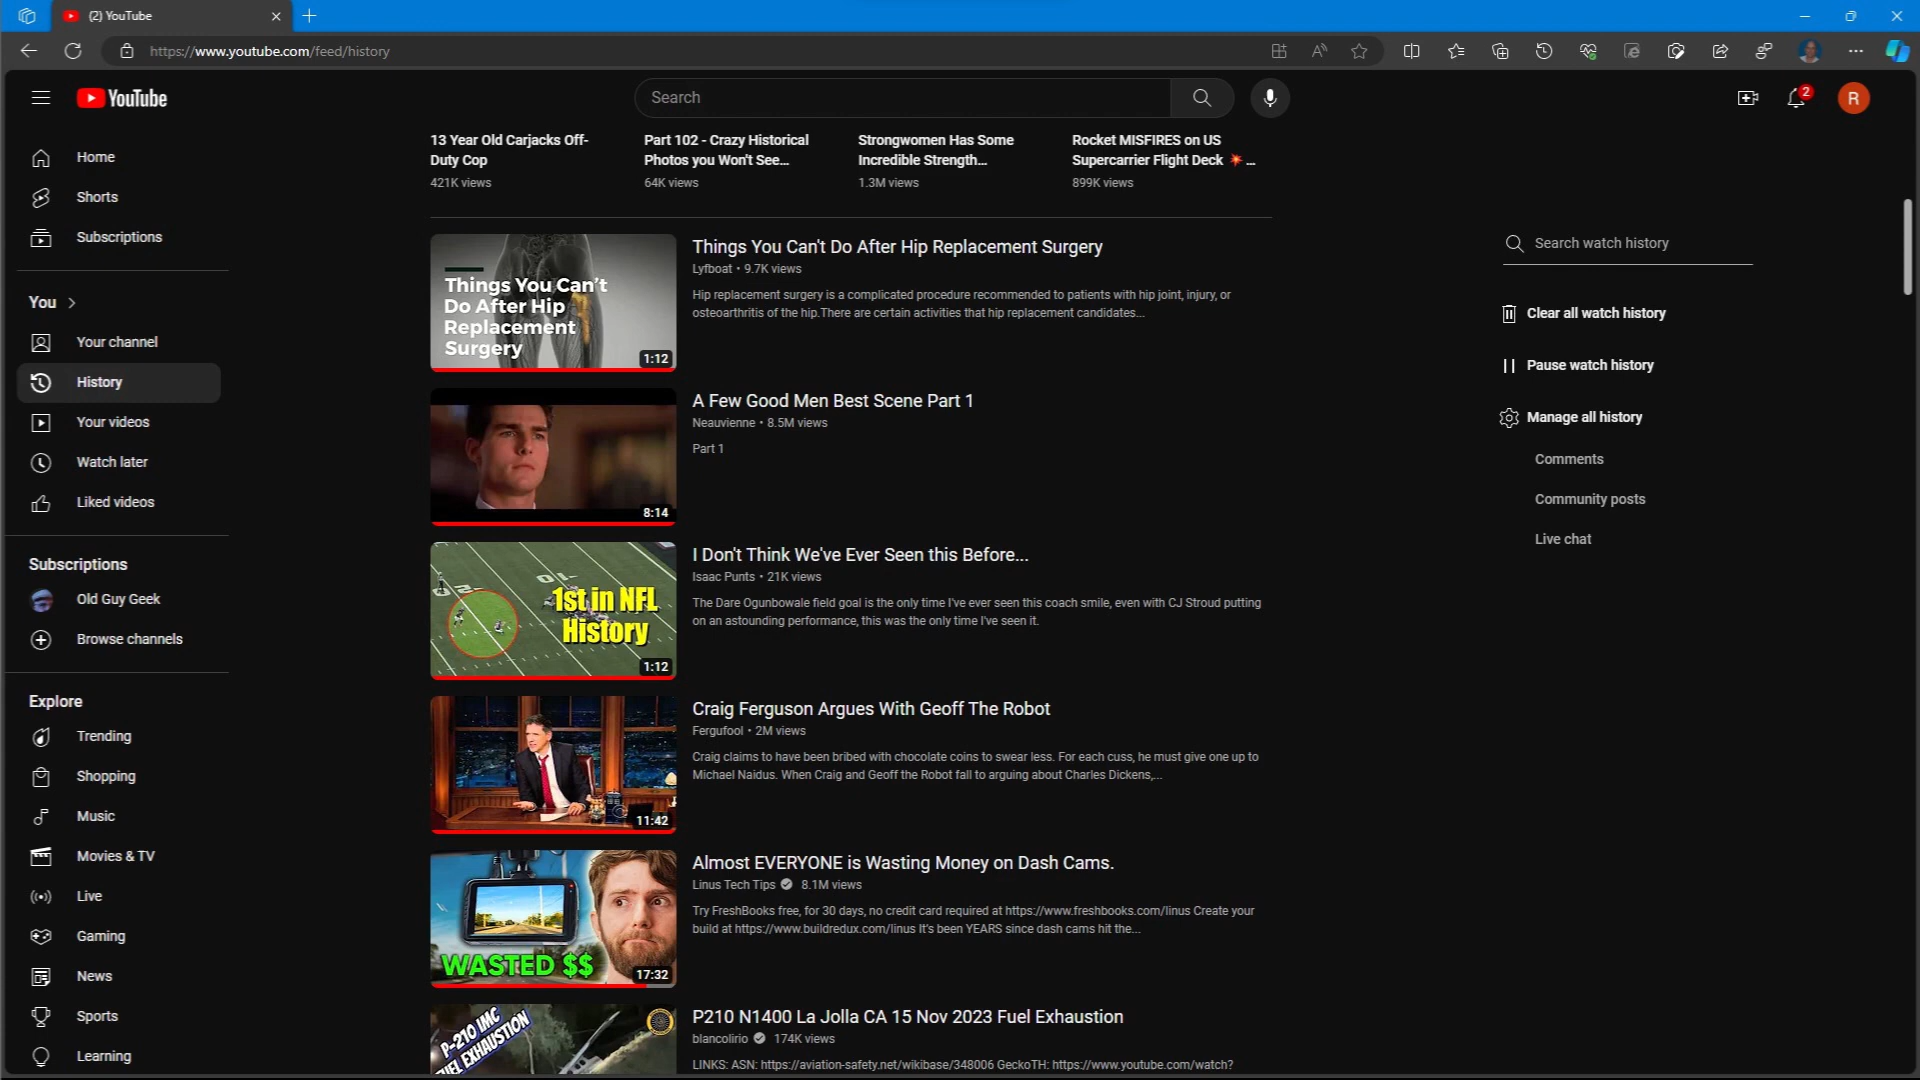 (2) YouTube
https://www.youtube.com/feed/history
YouTube
Search
2
R
Home
Shorts
Subscriptions
You
Your channel
History
Your videos
Watch later
Liked videos
Subscriptions
Old Guy Geek
Browse channels
Explore
Trending
Shopping
Music
Movies & TV
Live
Gaming
News
Sports
Learning
13 Year Old Carjacks Off-
Duty Cop
421K views
Part 102 - Crazy Historical
Photos you Won't See...
64K views
Strongwomen Has Some
Incredible Strength...
1.3M views
Rocket MISFIRES on US
Supercarrier Flight Deck 💥 ...
899K views
Things You Can't
Do After Hip
Replacement
Surgery
1:12
Things You Can't Do After Hip Replacement Surgery
Lyfboat • 9.7K views
Hip replacement surgery is a complicated procedure recommended to patients with hip joint, injury, or
osteoarthritis of the hip.There are certain activities that hip replacement candidates...
8:14
A Few Good Men Best Scene Part 1
Neauvienne • 8.5M views
Part 1
1st in NFL
History
1:12
I Don't Think We've Ever Seen this Before...
Isaac Punts • 21K views
The Dare Ogunbowale field goal is the only time I've ever seen this coach smile, even with CJ Stroud putting
on an astounding performance, this was the only time I've seen it.
11:42
Craig Ferguson Argues With Geoff The Robot
Fergufool • 2M views
Craig claims to have been bribed with chocolate coins to swear less. For each cuss, he must give one up to
Michael Naidus. When Craig and Geoff the Robot fall to arguing about Charles Dickens,...
WASTED $$
17:32
Almost EVERYONE is Wasting Money on Dash Cams.
Linus Tech Tips 8.1M views
Try FreshBooks free, for 30 days, no credit card required at https://www.freshbooks.com/linus Create your
build at https://www.buildredux.com/linus It's been YEARS since dash cams hit the...
P-210 IMC
FUEL EXHAUSTION
P210 N1400 La Jolla CA 15 Nov 2023 Fuel Exhaustion
blancolirio 174K views
LINKS: ASN: https://aviation-safety.net/wikibase/348006 GeckoTH: https://www.youtube.com/watch?
Search watch history
Clear all watch history
Pause watch history
Manage all history
Comments
Community posts
Live chat